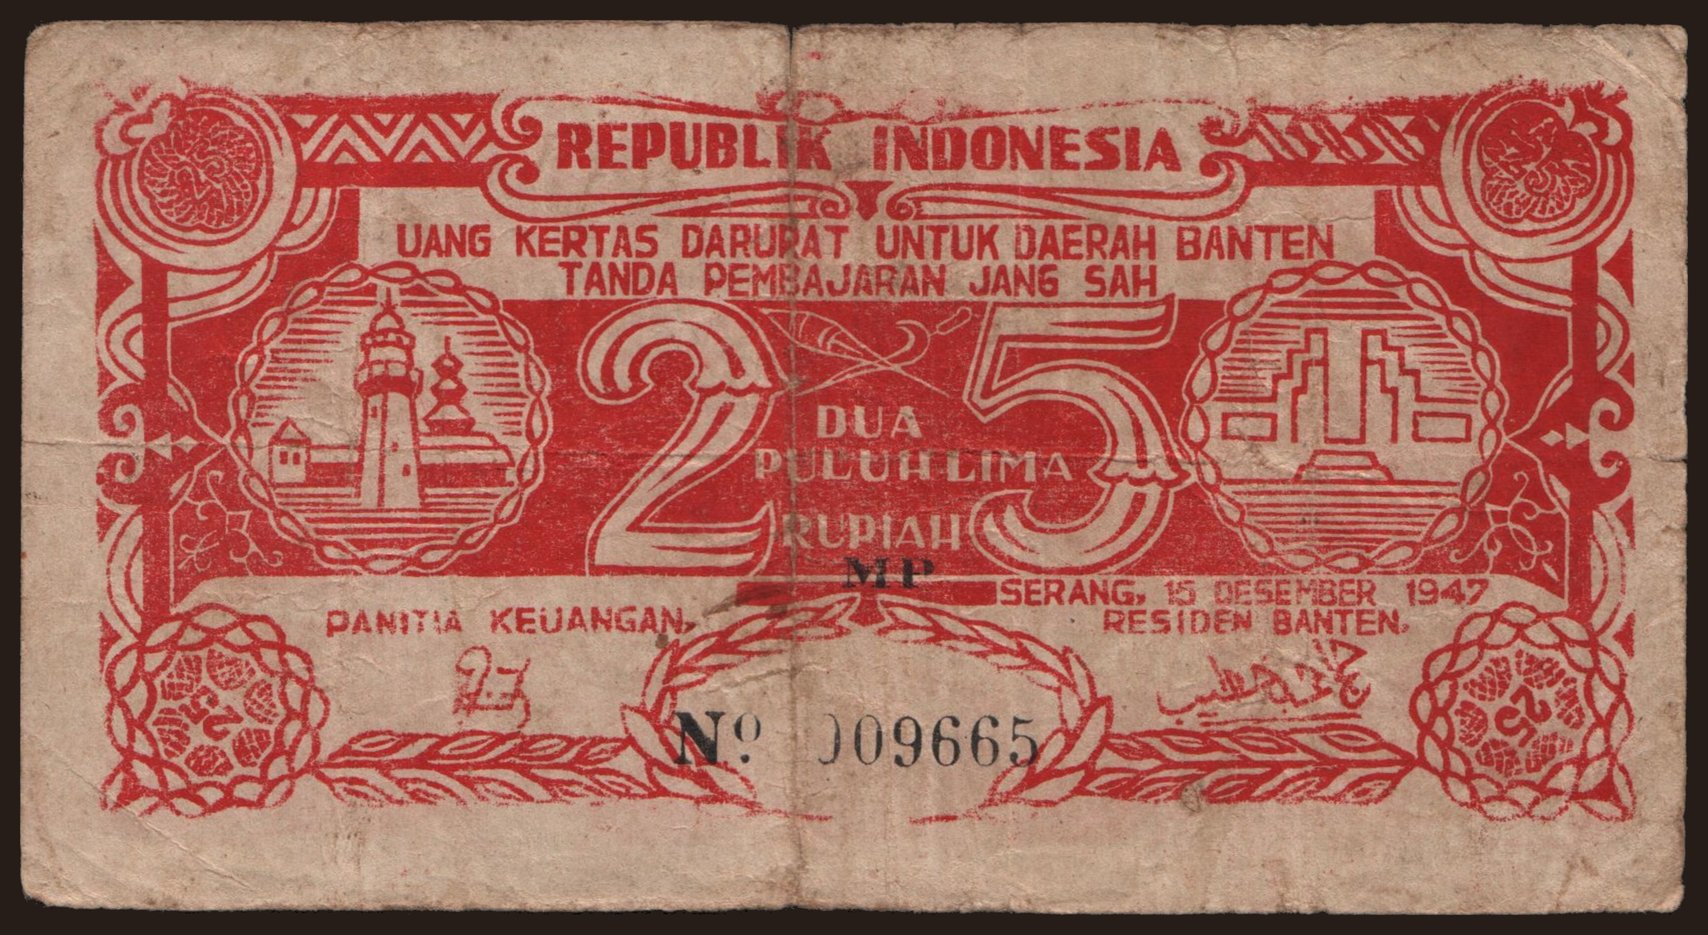 REPUBLIK INDONESIA
UANG KERTAS DARURAT UNTUK DAERAH BANTEN
TANDA PEMBAJARAN JANG SAH
25
DUA
PULUH LIMA
RUPIAH
MP
SERANG, 15 DESEMBER 1947
PANITIA KEUANGAN,
RESIDEN BANTEN,
No. 009665
25
25